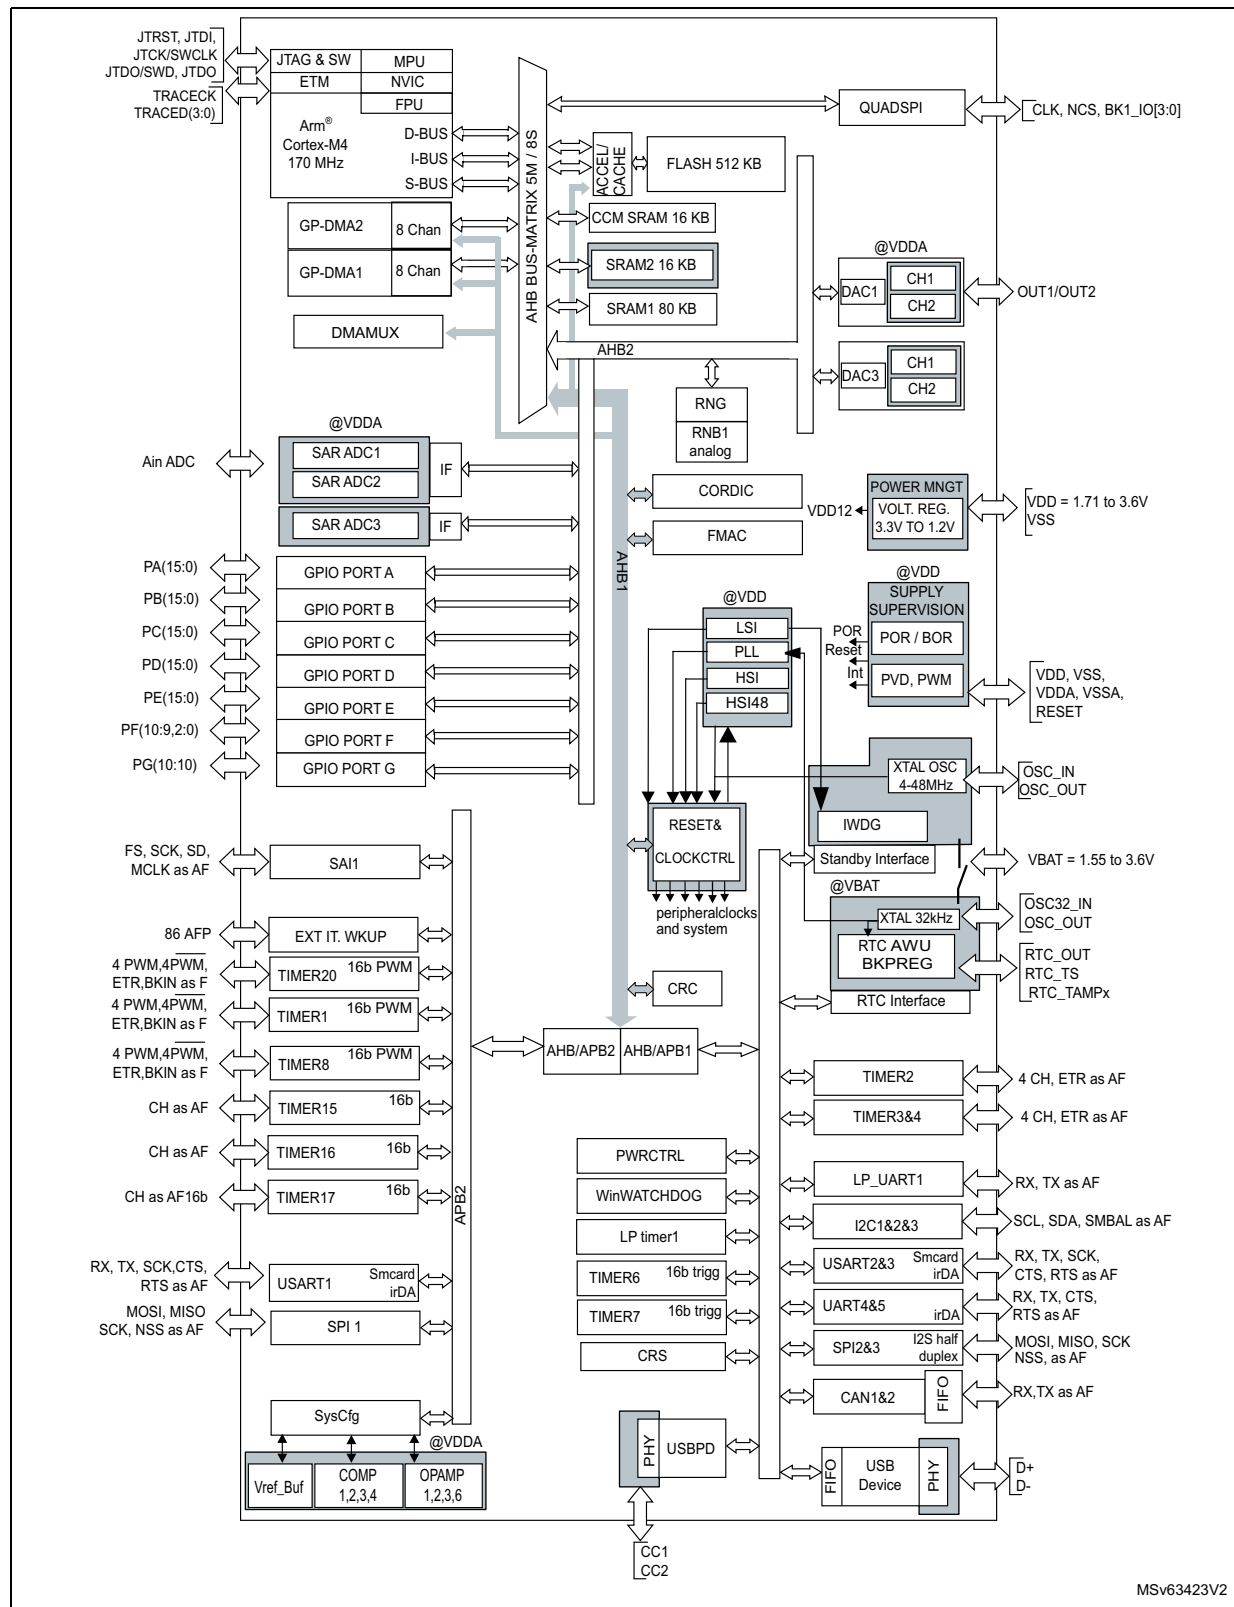 JTRST, JTDI,
JTCK/SWCLK
JTDO/SWD, JTDO
TRACECK
TRACED(3:0)
JTAG & SW
MPU
ETM
NVIC
FPU
Arm®
Cortex-M4
170 MHz
D-BUS
I-BUS
S-BUS
GP-DMA2
8 Chan
GP-DMA1
8 Chan
DMAMUX
AHB BUS-MATRIX 5M / 8S
QUADSPI
CLK, NCS, BK1_IO[3:0]
ACCEL/
CACHE
FLASH 512 KB
CCM SRAM 16 KB
SRAM2 16 KB
SRAM1 80 KB
AHB2
@VDDA
DAC1
CH1
CH2
OUT1/OUT2
DAC3
CH1
CH2
RNG
RNB1
analog
@VDDA
Ain ADC
SAR ADC1
SAR ADC2
IF
SAR ADC3
IF
CORDIC
FMAC
AHB1
POWER MNGT
VDD12
VOLT. REG.
3.3V TO 1.2V
VDD = 1.71 to 3.6V
VSS
PA(15:0)
GPIO PORT A
PB(15:0)
GPIO PORT B
PC(15:0)
GPIO PORT C
PD(15:0)
GPIO PORT D
PE(15:0)
GPIO PORT E
PF(10:9,2:0)
GPIO PORT F
PG(10:10)
GPIO PORT G
@VDD
LSI
PLL
HSI
HSI48
@VDD
SUPPLY
SUPERVISION
POR
Reset
Int
POR / BOR
PVD, PWM
VDD, VSS,
VDDA, VSSA,
RESET
XTAL OSC
4-48MHz
OSC_IN
OSC_OUT
IWDG
RESET&
CLOCKCTRL
peripheralclocks
and system
Standby Interface
VBAT = 1.55 to 3.6V
@VBAT
XTAL 32kHz
OSC32_IN
OSC_OUT
RTC AWU
BKPREG
RTC_OUT
RTC_TS
RTC_TAMPx
RTC Interface
FS, SCK, SD,
MCLK as AF
SAI1
86 AFP
EXT IT. WKUP
4 PWM,4PWM,
ETR,BKIN as F
TIMER20
16b PWM
4 PWM,4PWM,
ETR,BKIN as F
TIMER1
16b PWM
4 PWM,4PWM,
ETR,BKIN as F
TIMER8
16b PWM
CH as AF
TIMER15
16b
CH as AF
TIMER16
16b
CH as AF16b
TIMER17
16b
APB2
RX, TX, SCK,CTS,
RTS as AF
USART1
Smcard
irDA
MOSI, MISO
SCK, NSS as AF
SPI 1
SysCfg
@VDDA
Vref_Buf
COMP
1,2,3,4
OPAMP
1,2,3,6
CRC
AHB/APB2
AHB/APB1
PWRCTRL
WinWATCHDOG
LP timer1
TIMER6
16b trigg
TIMER7
16b trigg
CRS
PHY
USBPD
CC1
CC2
TIMER2
4 CH, ETR as AF
TIMER3&4
4 CH, ETR as AF
LP_UART1
RX, TX as AF
I2C1&2&3
SCL, SDA, SMBAL as AF
USART2&3
Smcard
irDA
RX, TX, SCK,
CTS, RTS as AF
UART4&5
irDA
RX, TX, CTS,
RTS as AF
SPI2&3
I2S half
duplex
MOSI, MISO, SCK
NSS, as AF
CAN1&2
FIFO
RX,TX as AF
FIFO
USB
Device
PHY
D+
D-
MSv63423V2